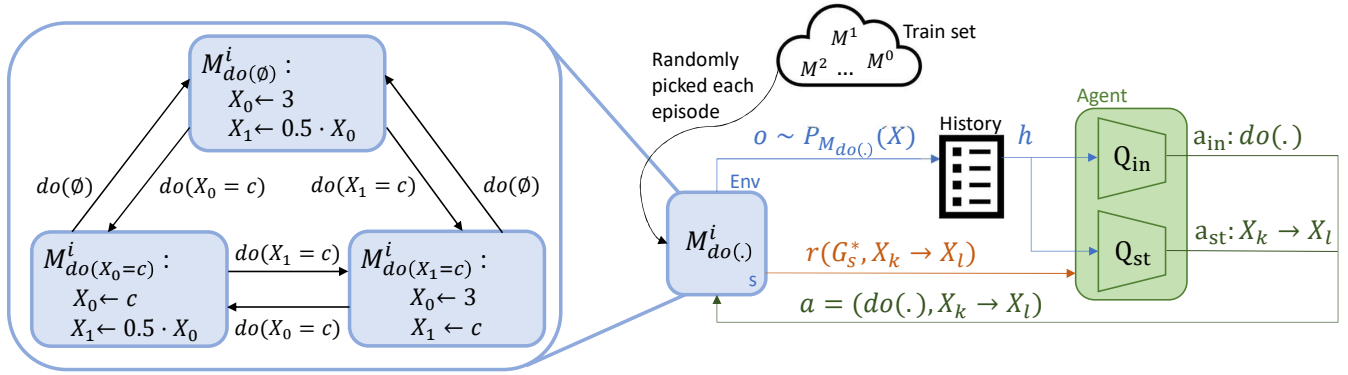 M^i_{do(∅)} :
X_0 ← 3
X_1 ← 0.5 · X_0
do(∅)
do(X_0 = c)
do(X_1 = c)
do(∅)
M^i_{do(X_0=c)} :
X_0 ← c
X_1 ← 0.5 · X_0
do(X_1 = c)
do(X_0 = c)
M^i_{do(X_1=c)} :
X_0 ← 3
X_1 ← c
Randomly
picked each
episode
M^1
M^2 ... M^0
Train set
o ~ P_{M_{do(.)}}(X)
Env
M^i_{do(.)}
s
History
h
r(G^*_s, X_k → X_l)
a = (do(.), X_k → X_l)
Agent
Q_in
Q_st
a_in: do(.)
a_st: X_k → X_l